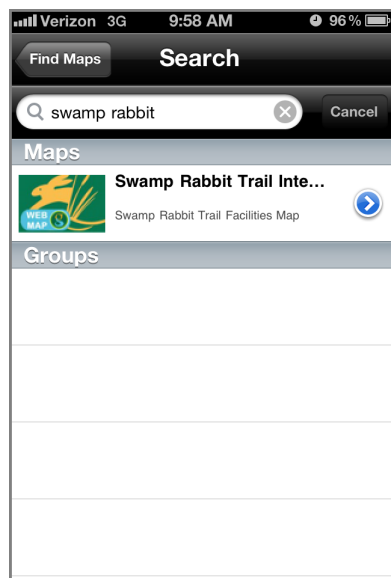 Verizon 3G 9:58 AM 96%
Find Maps Search
swamp rabbit Cancel
Maps
Swamp Rabbit Trail Inte...
WEB
MAP
Swamp Rabbit Trail Facilities Map
Groups